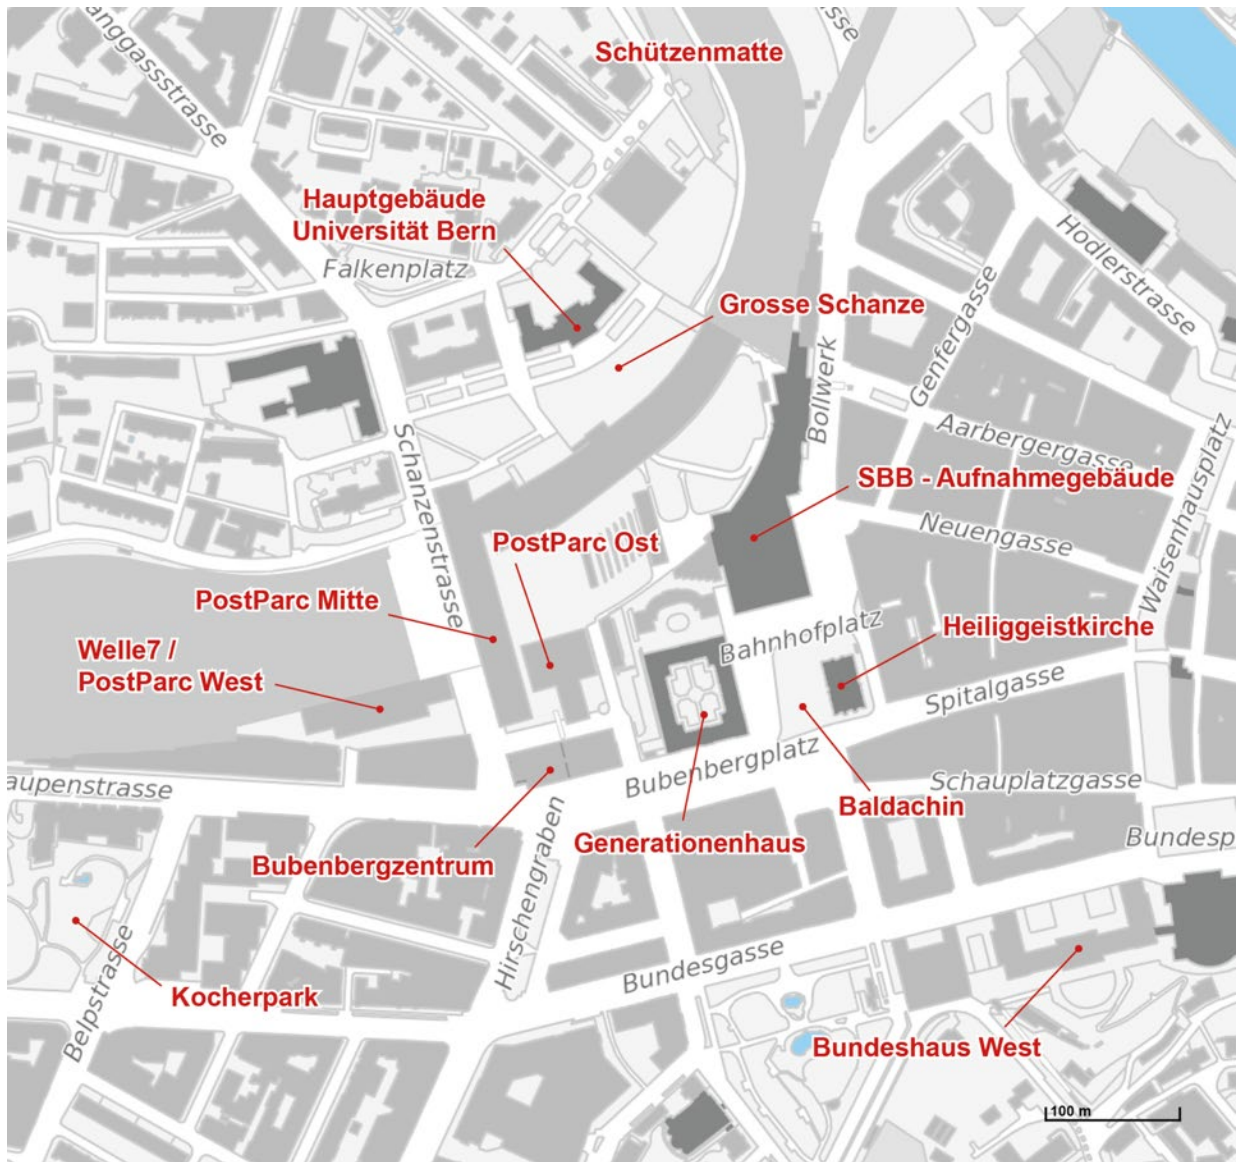 Schützenmatte
anggassstrasse
sse
Hauptgebäude
Universität Bern
Falkenplatz
Hodlerstrasse
Grosse Schanze
Genfergasse
Bollwerk
Aarbergergasse
Waisenhausplatz
Schanzenstrasse
SBB - Aufnahmegebäude
Neuengasse
PostParc Ost
PostParc Mitte
Welle7 /
PostParc West
Bahnhofplatz
Heiliggeistkirche
Spitalgasse
Bubenbergplatz
aupenstrasse
Schauplatzgasse
Baldachin
Bubenbergzentrum
Hirschengraben
Generationenhaus
Bundesp
Bundesgasse
Belpstrasse
Kocherpark
Bundeshaus West
100 m